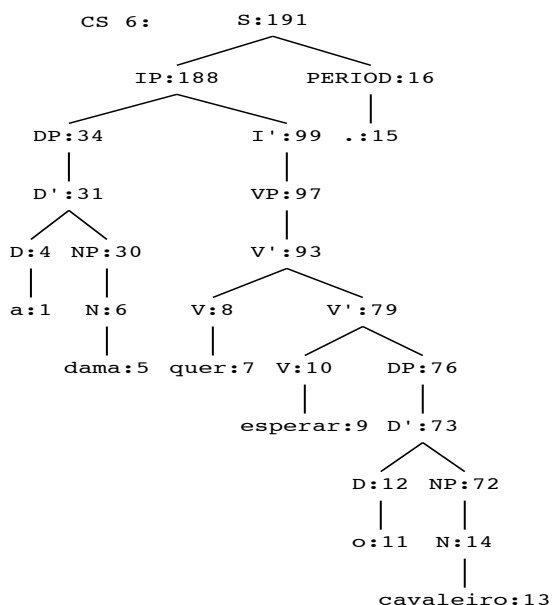 CS 6: S:191
IP:188 PERIOD:16
DP:34 I':99 .:15
D':31 VP:97
D:4 NP:30 V':93
a:1 N:6 V:8 V':79
dama:5 quer:7 V:10 DP:76
esperar:9 D':73
D:12 NP:72
o:11 N:14
cavaleiro:13